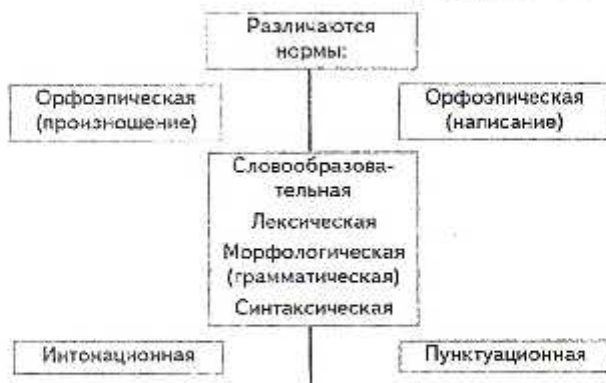 Различаются
нормы:
Орфоэпическая
(произношение)
Орфоэпическая
(написание)
Словообразова-
тельная
Лексическая
Морфологическая
(грамматическая)
Синтаксическая
Интонационная
Пунктуационная